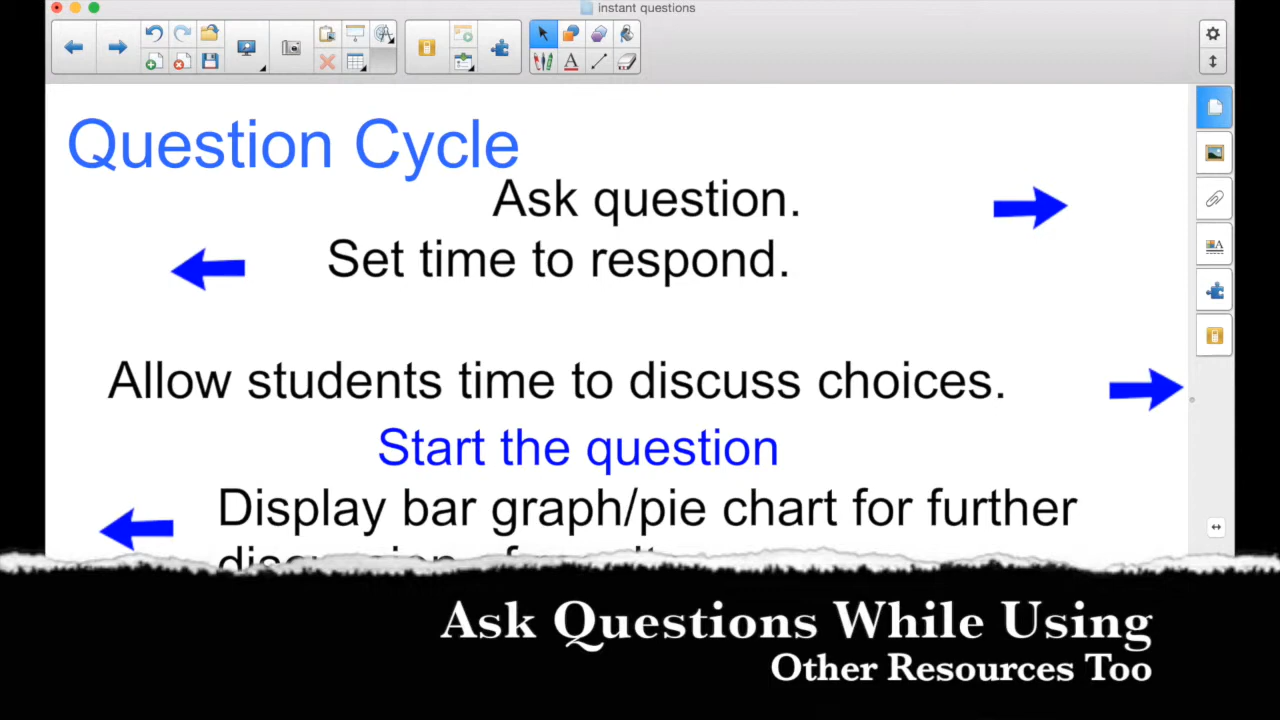 instant questions
Question Cycle
Ask question.
Set time to respond.
Allow students time to discuss choices.
Start the question
Display bar graph/pie chart for further
Ask Questions While Using
Other Resources Too